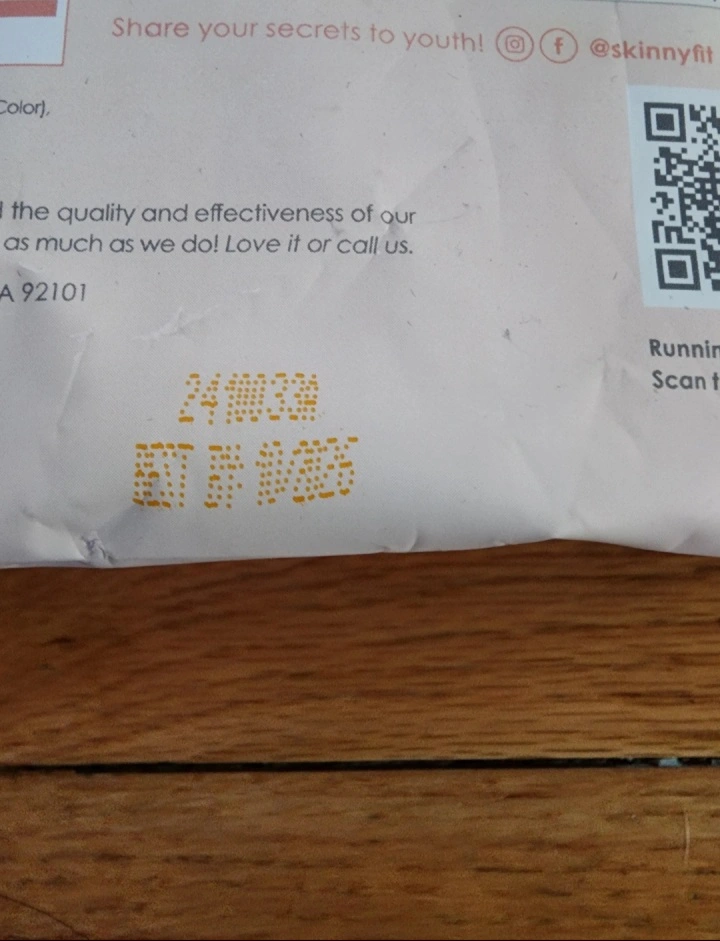 Share your secrets to youth! @skinnyfit
Color),
the quality and effectiveness of our
as much as we do! Love it or call us.
A 92101
Scan